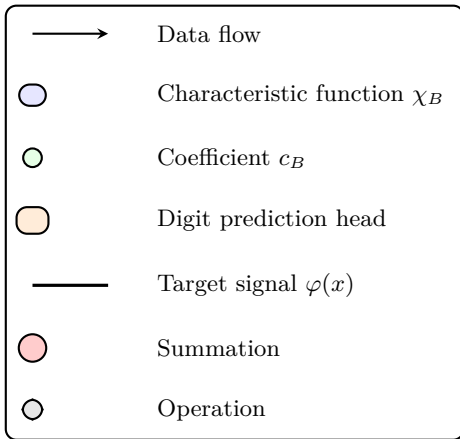 Data flow
Characteristic function χ_B
Coefficient c_B
Digit prediction head
Target signal φ(x)
Summation
Operation